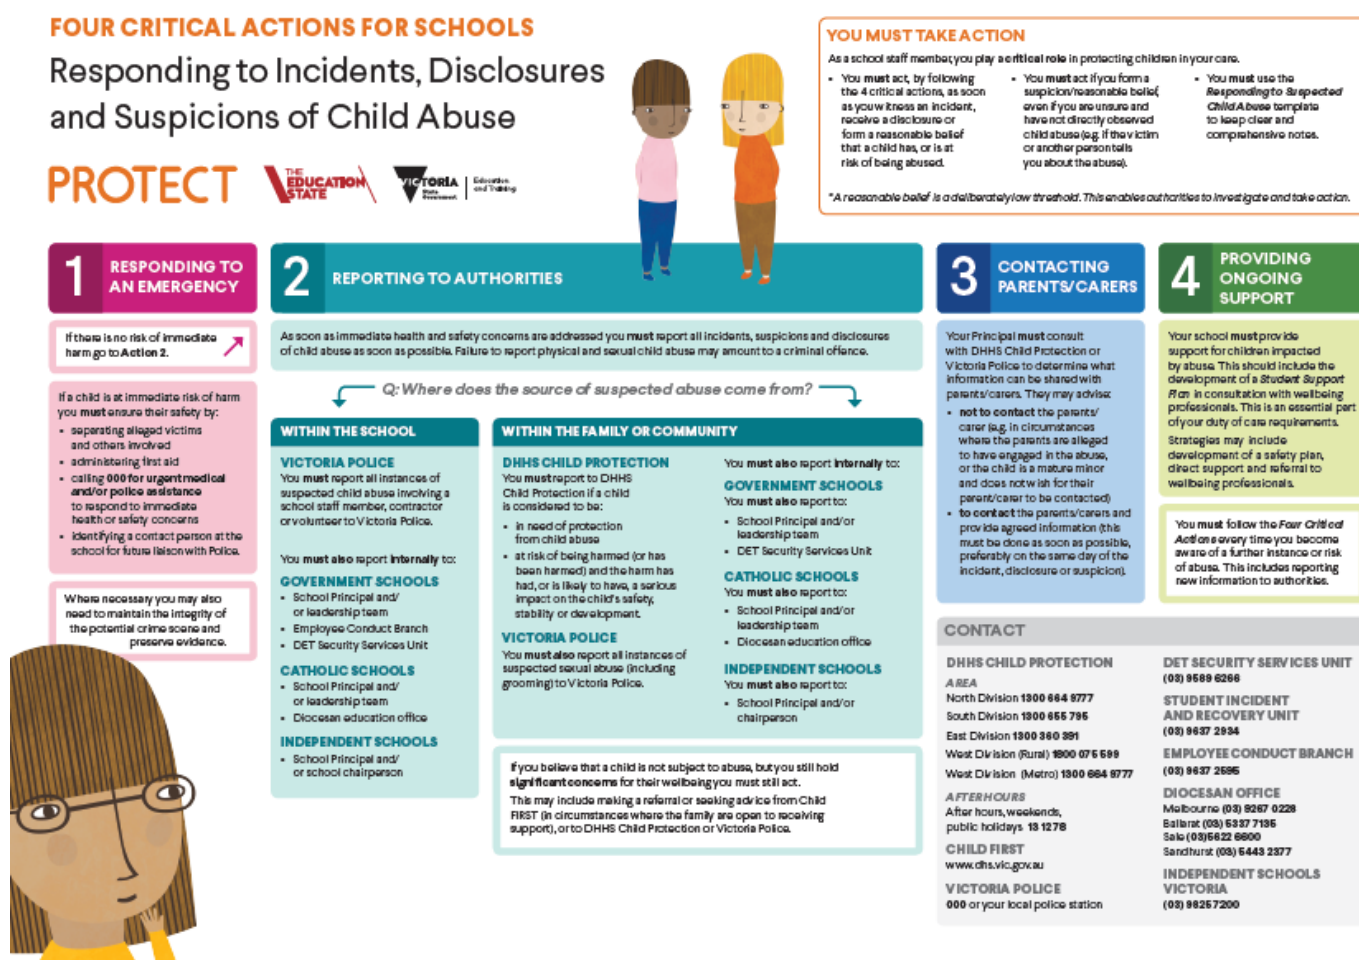 FOUR CRITICAL ACTIONS FOR SCHOOLS
Responding to Incidents, Disclosures
and Suspicions of Child Abuse
PROTECT
THE
EDUCATION
STATE
VICTORIA
State
Government
Education
and Training
YOU MUST TAKE ACTION
As a school staff member, you play a critical role in protecting children in your care.
• You must act, by following
the 4 critical actions, as soon
as you witness an incident,
receive a disclosure or
form a reasonable belief
that a child has, or is at
risk of being abused.
• You must act if you form a
suspicion/reasonable belief,
even if you are unsure and
have not directly observed
child abuse (e.g. if the victim
or another person tells
you about the abuse).
• You must use the
Responding to Suspected
Child Abuse template
to keep clear and
comprehensive notes.
*A reasonable belief is a deliberately low threshold. This enables authorities to investigate and take action.
1 RESPONDING TO
AN EMERGENCY
If there is no risk of immediate
harm go to Action 2.
If a child is at immediate risk of harm
you must ensure their safety by:
• separating alleged victims
and others involved
• administering first aid
• calling 000 for urgent medical
and/or police assistance
to respond to immediate
health or safety concerns
• identifying a contact person at the
school for future liaison with Police.
Where necessary you may also
need to maintain the integrity of
the potential crime scene and
preserve evidence.
2 REPORTING TO AUTHORITIES
As soon as immediate health and safety concerns are addressed you must report all incidents, suspicions and disclosures
of child abuse as soon as possible. Failure to report physical and sexual child abuse may amount to a criminal offence.
Q: Where does the source of suspected abuse come from?
WITHIN THE SCHOOL
VICTORIA POLICE
You must report all instances of
suspected child abuse involving a
school staff member, contractor
or volunteer to Victoria Police.
You must also report internally to:
GOVERNMENT SCHOOLS
• School Principal and/
or leadership team
• Employee Conduct Branch
• DET Security Services Unit
CATHOLIC SCHOOLS
• School Principal and/
or leadership team
• Diocesan education office
INDEPENDENT SCHOOLS
• School Principal and/
or school chairperson
WITHIN THE FAMILY OR COMMUNITY
DHHS CHILD PROTECTION
You must report to DHHS
Child Protection if a child
is considered to be:
• in need of protection
from child abuse
• at risk of being harmed (or has
been harmed) and the harm has
had, or is likely to have, a serious
impact on the child's safety,
stability or development.
VICTORIA POLICE
You must also report all instances of
suspected sexual abuse (including
grooming) to Victoria Police.
You must also report internally to:
GOVERNMENT SCHOOLS
You must also report to:
• School Principal and/or
leadership team
• DET Security Services Unit
CATHOLIC SCHOOLS
You must also report to:
• School Principal and/or
leadership team
• Diocesan education office
INDEPENDENT SCHOOLS
You must also report to:
• School Principal and/or
chairperson
If you believe that a child is not subject to abuse, but you still hold
significant concerns for their wellbeing you must still act.
This may include making a referral or seeking advice from Child
FIRST (in circumstances where the family are open to receiving
support), or to DHHS Child Protection or Victoria Police.
3 CONTACTING
PARENTS/CARERS
Your Principal must consult
with DHHS Child Protection or
Victoria Police to determine what
information can be shared with
parents/carers. They may advise:
• not to contact the parents/
carer (e.g. in circumstances
where the parents are alleged
to have engaged in the abuse,
or the child is a mature minor
and does not wish for their
parent/carer to be contacted)
• to contact the parents/carers and
provide agreed information (this
must be done as soon as possible,
preferably on the same day of the
incident, disclosure or suspicion).
4 PROVIDING
ONGOING
SUPPORT
Your school must provide
support for children impacted
by abuse. This should include the
development of a Student Support
Plan in consultation with wellbeing
professionals. This is an essential part
of your duty of care requirements.
Strategies may include
development of a safety plan,
direct support and referral to
wellbeing professionals.
You must follow the Four Critical
Actions every time you become
aware of a further instance or risk
of abuse. This includes reporting
new information to authorities.
CONTACT
DHHS CHILD PROTECTION
AREA
North Division 1300 664 9777
South Division 1300 655 795
East Division 1300 360 391
West Division (Rural) 1800 075 599
West Division (Metro) 1300 664 9777
AFTER HOURS
After hours, weekends,
public holidays 13 12 78
CHILD FIRST
www.dhs.vic.gov.au
VICTORIA POLICE
000 or your local police station
DET SECURITY SERVICES UNIT
(03) 9589 6266
STUDENT INCIDENT
AND RECOVERY UNIT
(03) 9637 2934
EMPLOYEE CONDUCT BRANCH
(03) 9637 2595
DIOCESAN OFFICE
Melbourne (03) 9267 0228
Ballarat (03) 5337 7135
Sale (03) 5622 6600
Sandhurst (03) 5443 2377
INDEPENDENT SCHOOLS
VICTORIA
(03) 9825 7200